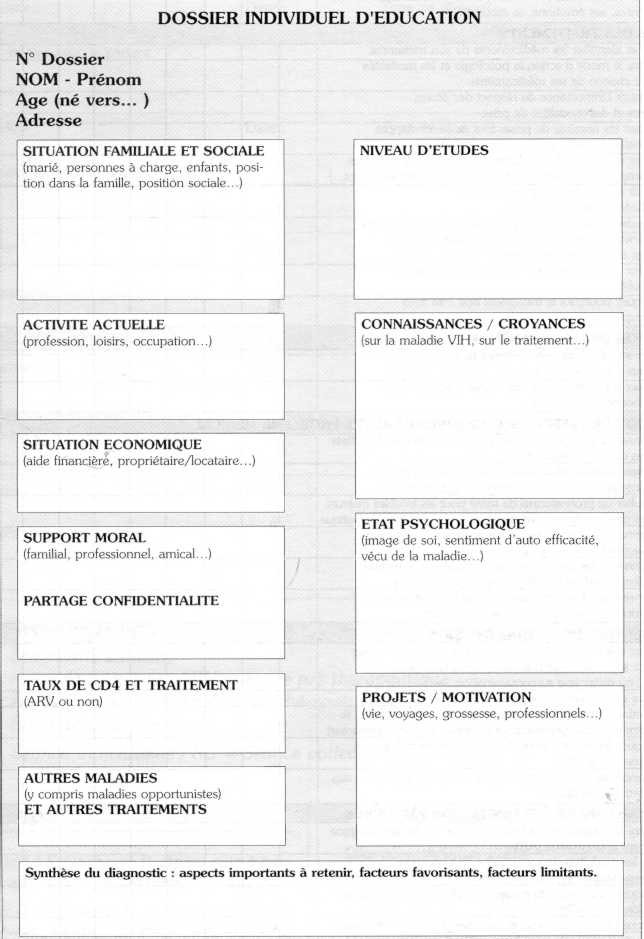 DOSSIER INDIVIDUEL D'EDUCATION
N° Dossier
NOM - Prénom
Age (né vers... )
Adresse
SITUATION FAMILIALE ET SOCIALE
(marié, personnes à charge, enfants, posi-
tion dans la famille, position sociale…)
NIVEAU D'ETUDES
ACTIVITE ACTUELLE
(profession, loisirs, occupation…)
CONNAISSANCES / CROYANCES
(sur la maladie VIH, sur le traitement…)
SITUATION ECONOMIQUE
(aide financière, propriétaire/locataire…)
SUPPORT MORAL
(familial, professionnel, amical…)
PARTAGE CONFIDENTIALITE
ETAT PSYCHOLOGIQUE
(image de soi, sentiment d'auto efficacité,
vécu de la maladie…)
TAUX DE CD4 ET TRAITEMENT
(ARV ou non)
PROJETS / MOTIVATION
(vie, voyages, grossesse, professionnels…)
AUTRES MALADIES
(y compris maladies opportunistes)
ET AUTRES TRAITEMENTS
Synthèse du diagnostic : aspects importants à retenir, facteurs favorisants, facteurs limitants.